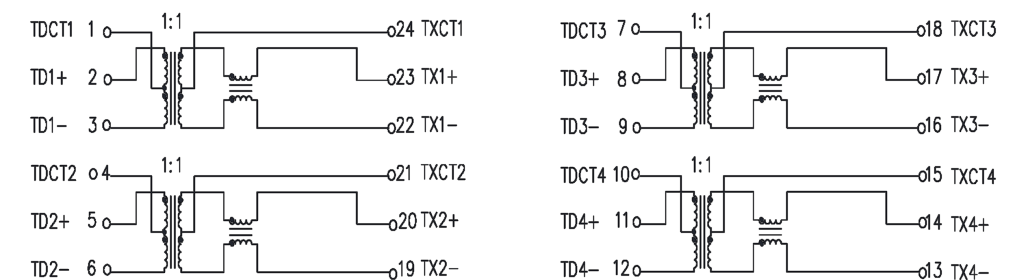 TDCT1 1 1:1 24 TXCT1
TD1+ 2 23 TX1+
TD1- 3 22 TX1-
TDCT2 4 1:1 21 TXCT2
TD2+ 5 20 TX2+
TD2- 6 19 TX2-
TDCT3 7 1:1 18 TXCT3
TD3+ 8 17 TX3+
TD3- 9 16 TX3-
TDCT4 10 1:1 15 TXCT4
TD4+ 11 14 TX4+
TD4- 12 13 TX4-